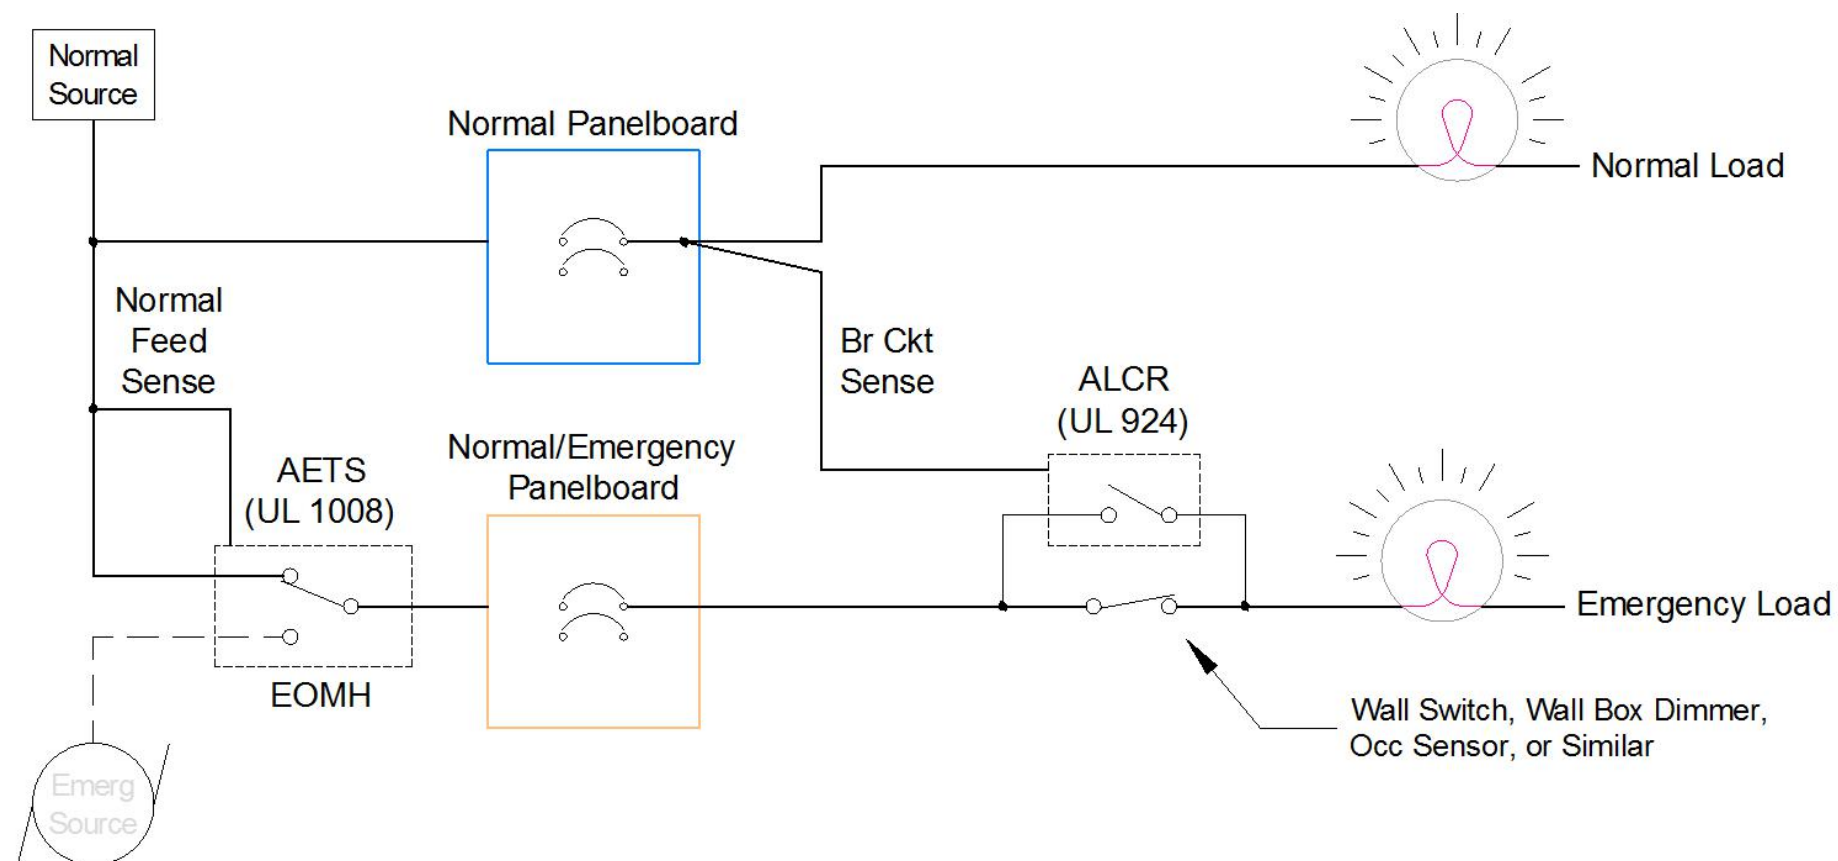 Normal
Source
Normal Panelboard
Normal Load
Normal
Feed
Sense
Br Ckt
Sense
ALCR
(UL 924)
AETS
(UL 1008)
Normal/Emergency
Panelboard
Emergency Load
EOMH
Wall Switch, Wall Box Dimmer,
Occ Sensor, or Similar
Emerg
Source